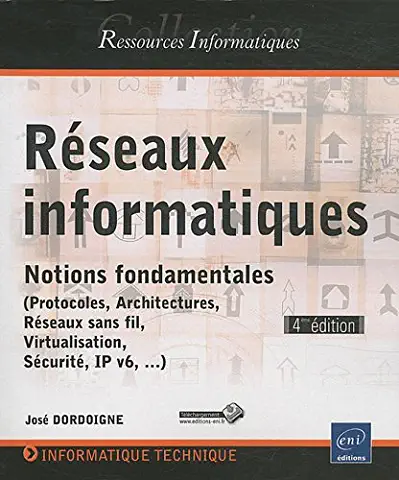 Collection
Ressources Informatiques
Réseaux
informatiques
Notions fondamentales
(Protocoles, Architectures,
Réseaux sans fil,
Virtualisation,
Sécurité, IP v6, ...)
4ème édition
José DORDOIGNE
Téléchargement
www.editions-eni.fr
eni
éditions
INFORMATIQUE TECHNIQUE